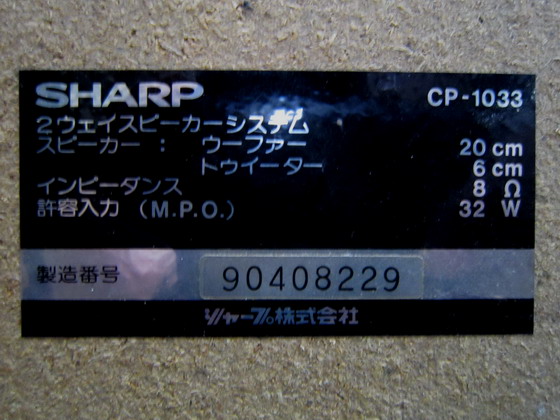 SHARP CP-1033
2ウェイスピーカーシステム
スピーカー : ウーファー 20 cm
トゥイーター 6 cm
インピーダンス 8 Ω
許容入力 (M.P.O.) 32 W
製造番号 90408229
シャープ株式会社